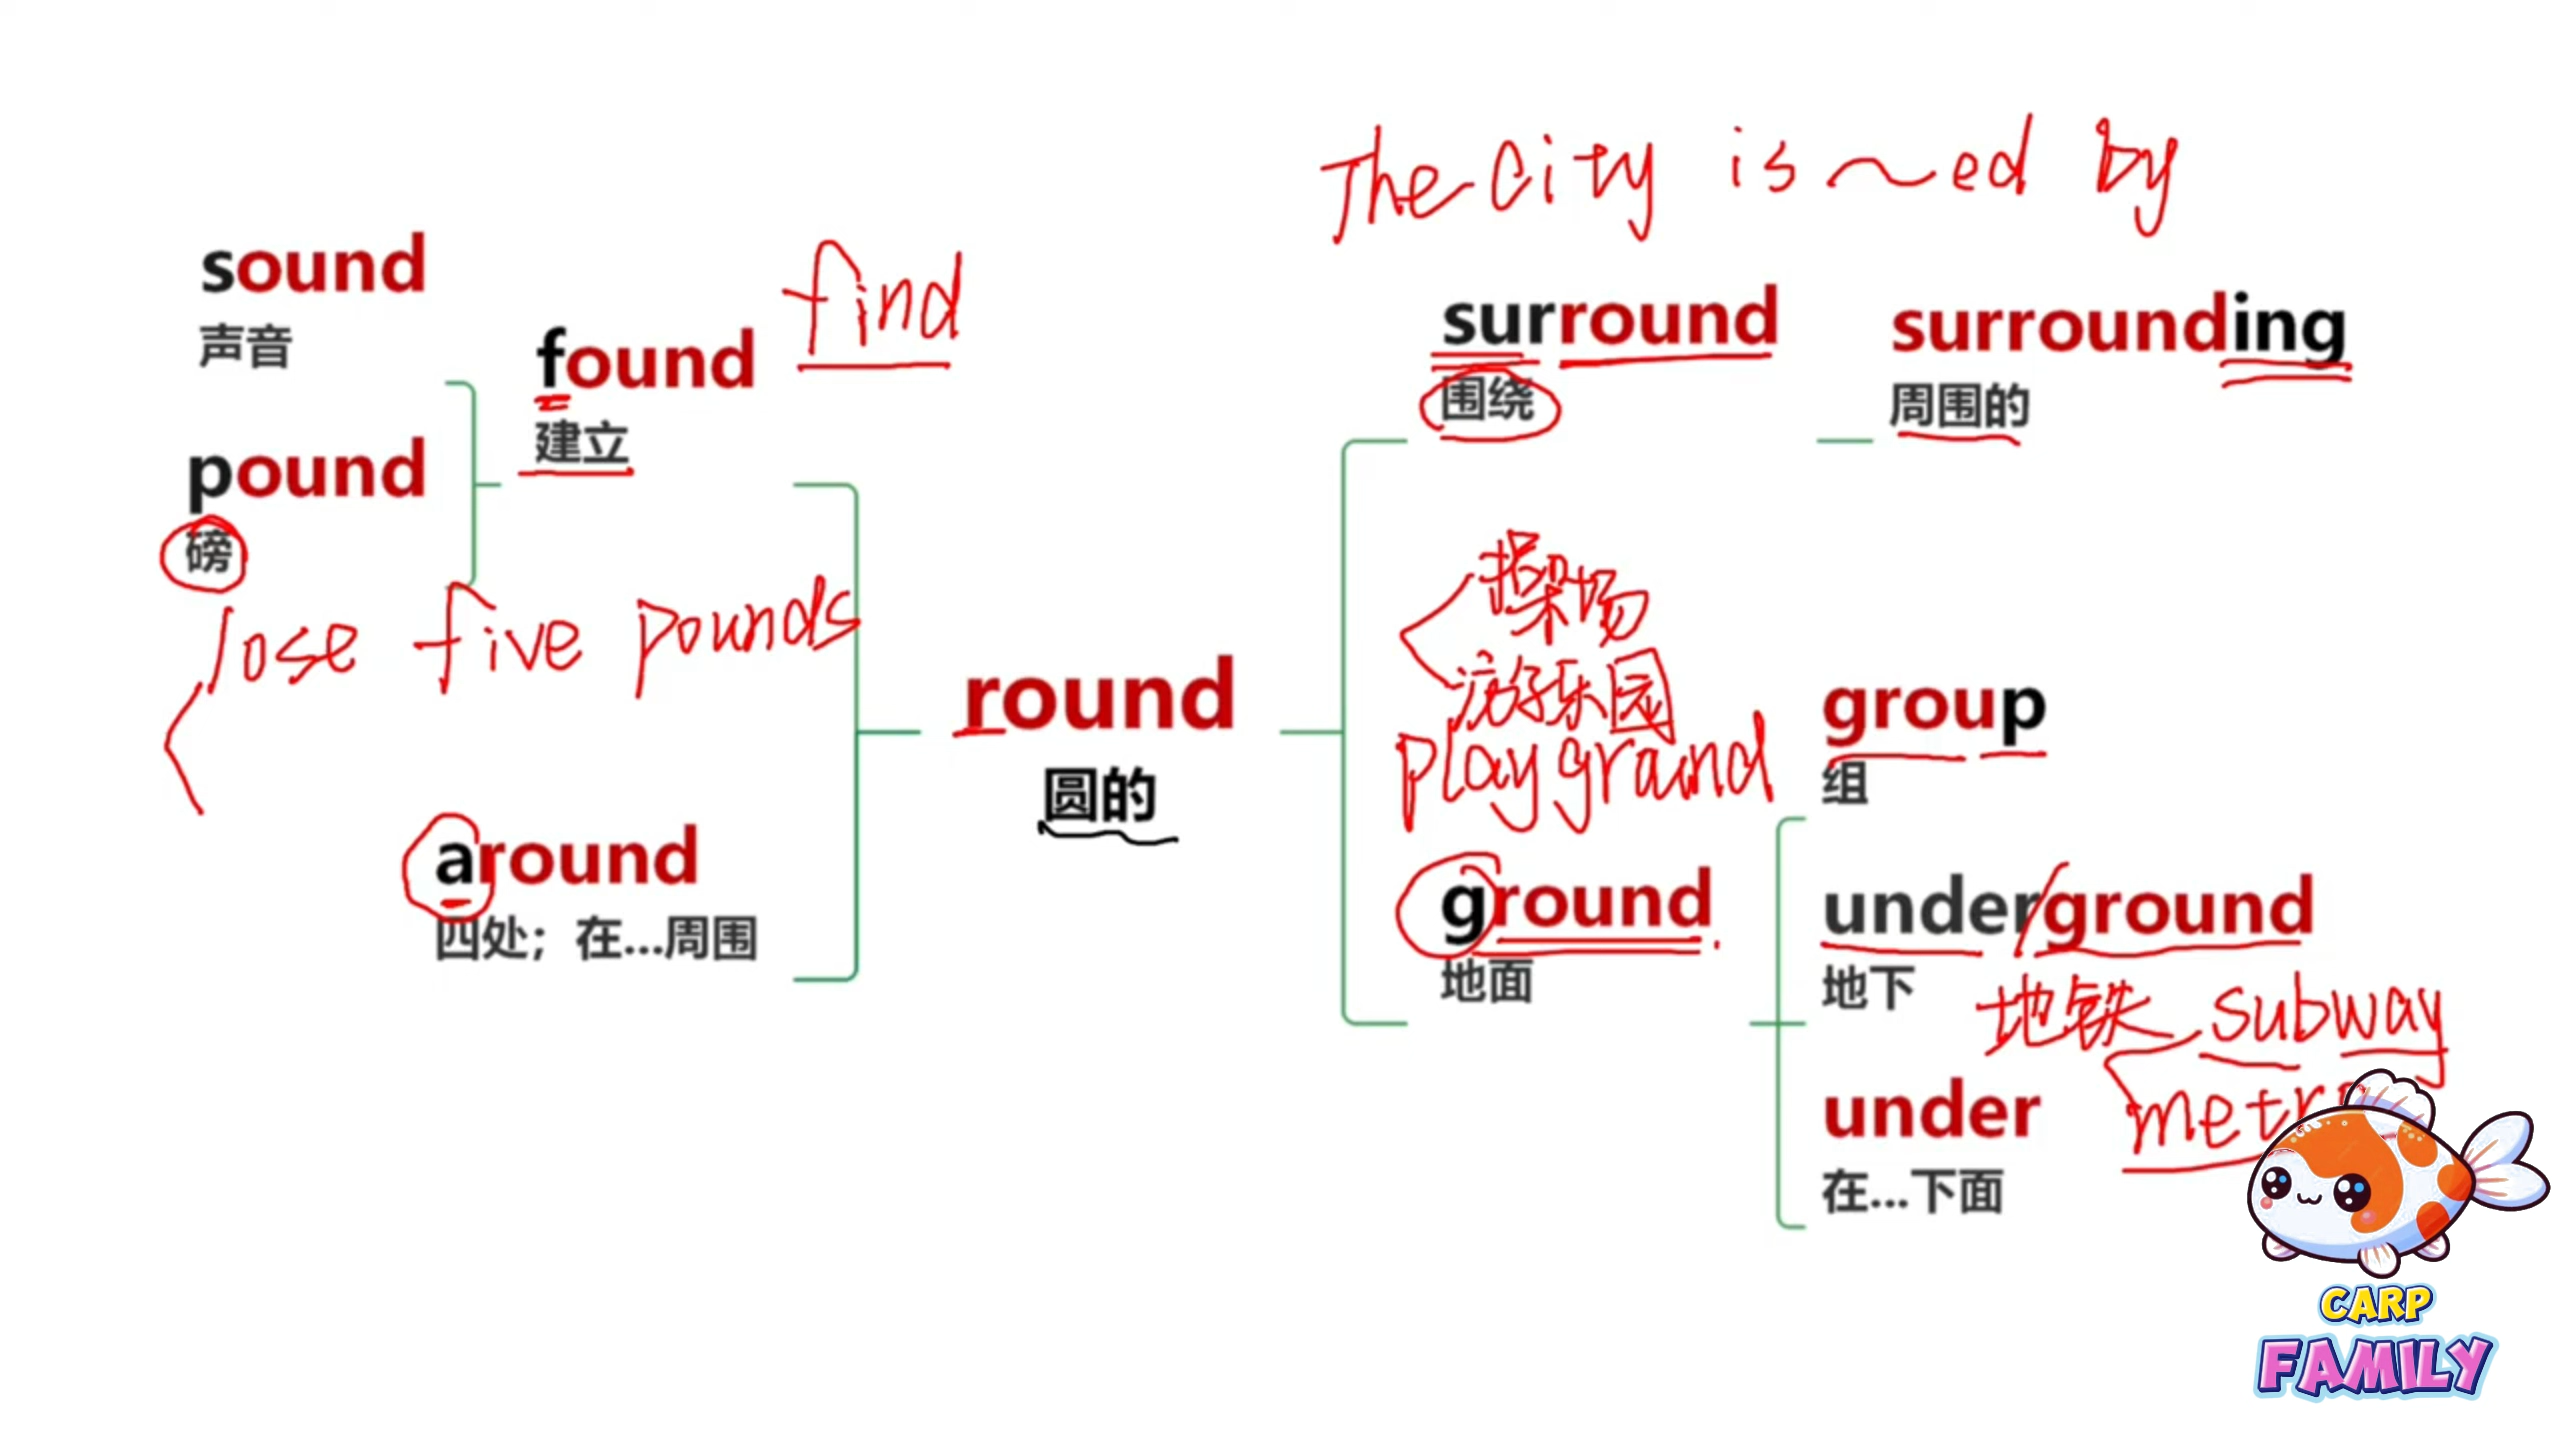 The city is ~ed by
sound
声音
find
found
建立
pound
磅
lose five pounds
around
四处；在...周围
round
圆的
surround
围绕
surrounding
周围的
操场
游乐园
playground
ground
地面
group
组
underground
地下
地铁 subway
under
在...下面
CARP
FAMILY